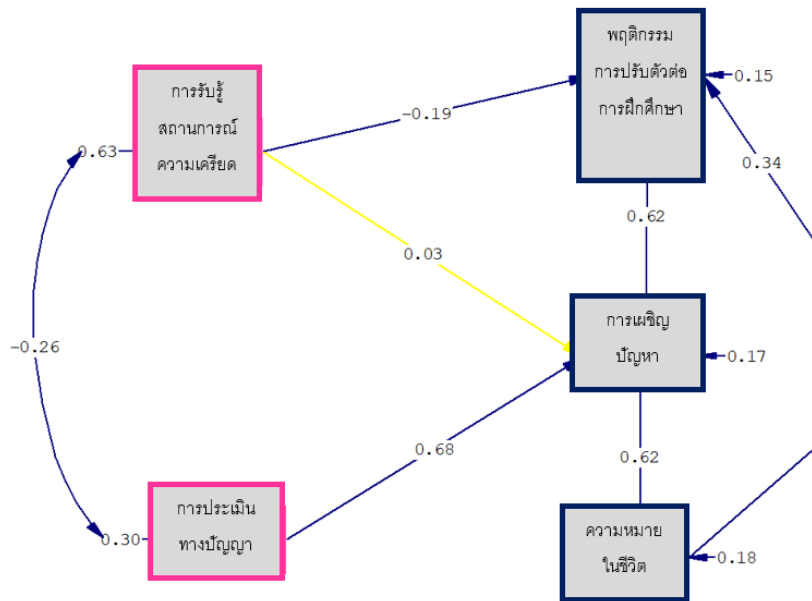 พฤติกรรม
การปรับตัวต่อ
การฝึกศึกษา
0.15
การรับรู้
สถานการณ์
ความเครียด
0.63
-0.19
0.34
0.62
0.03
การเผชิญ
ปัญหา
0.17
-0.26
0.68
0.62
การประเมิน
ทางปัญญา
0.30
ความหมาย
ในชีวิต
0.18